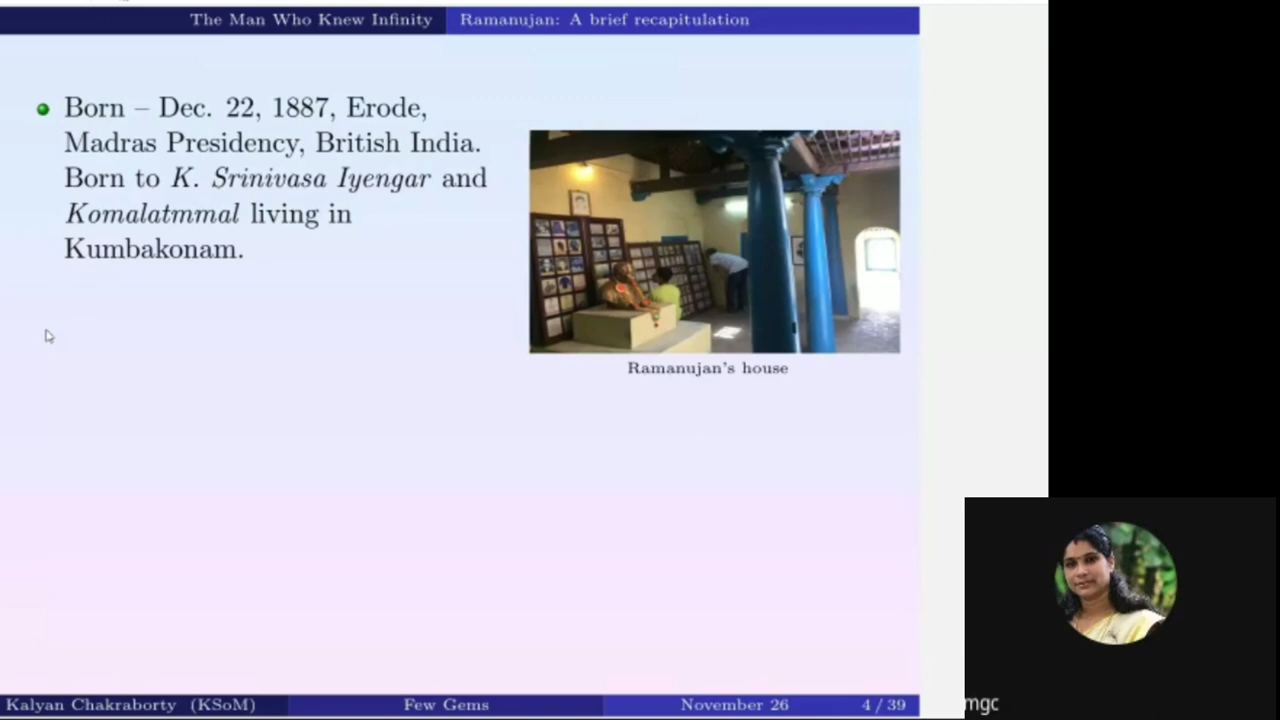 The Man Who Knew Infinity
Ramanujan: A brief recapitulation
Born – Dec. 22, 1887, Erode,
Madras Presidency, British India.
Born to K. Srinivasa Iyengar and
Komalatmmal living in
Kumbakonam.
Ramanujan's house
Kalyan Chakraborty (KSoM)
Few Gems
November 26
4 / 39
mgc